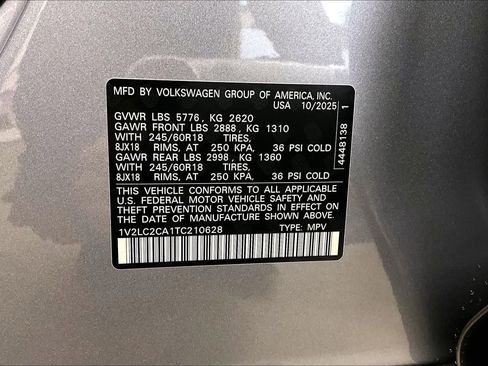 MFD BY VOLKSWAGEN GROUP OF AMERICA, INC.
USA 10/2025
GVWR LBS 5776, KG 2620
GAWR FRONT LBS 2888, KG 1310
WITH 245/60R18 TIRES,
8JX18 RIMS, AT 250 KPA, 36 PSI COLD
GAWR REAR LBS 2998, KG 1360
WITH 245/60R18 TIRES,
8JX18 RIMS, AT 250 KPA, 36 PSI COLD
THIS VEHICLE CONFORMS TO ALL APPLICABLE
U.S. FEDERAL MOTOR VEHICLE SAFETY AND
THEFT PREVENTION STANDARDS IN EFFECT ON
THE DATE OF MANUFACTURE SHOWN ABOVE.
1V2LC2CA1TC210628 TYPE: MPV
4448138 1